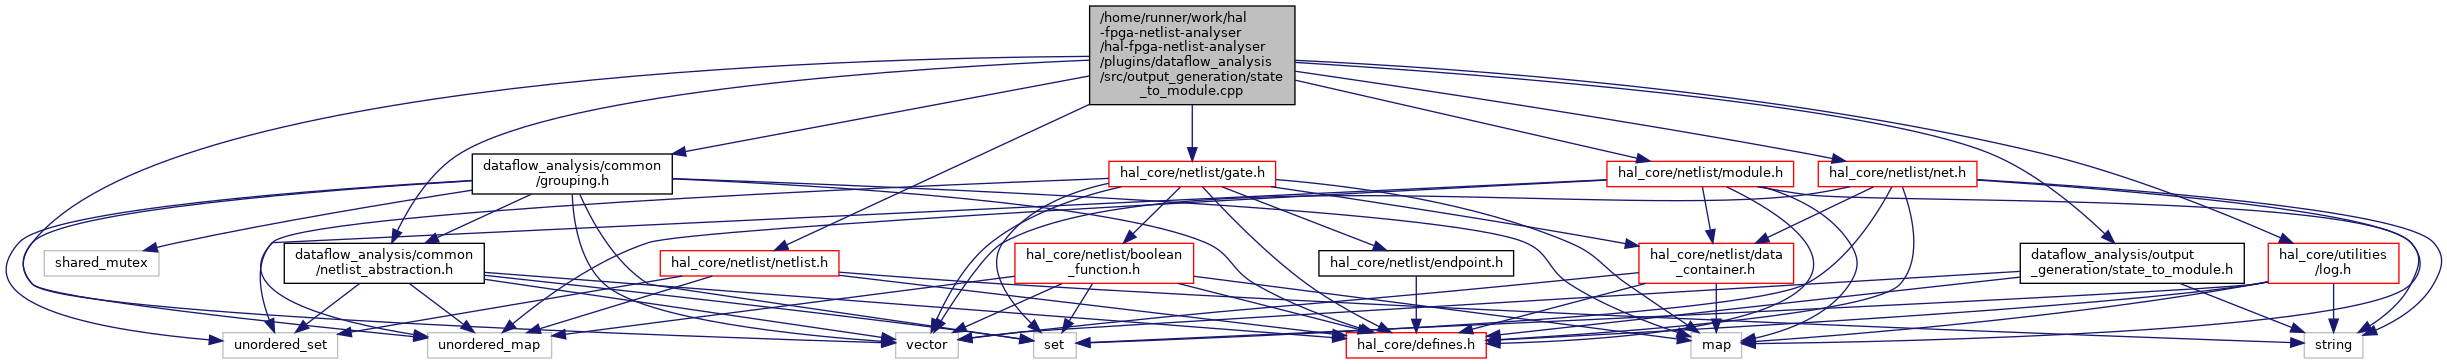 /home/runner/work/hal
-fpga-netlist-analyser
/hal-fpga-netlist-analyser
/plugins/dataflow_analysis
/src/output_generation/state
_to_module.cpp
dataflow_analysis/common
/grouping.h
hal_core/netlist/gate.h
hal_core/netlist/module.h
hal_core/netlist/net.h
shared_mutex
dataflow_analysis/common
/netlist_abstraction.h
hal_core/netlist/netlist.h
hal_core/netlist/boolean
_function.h
hal_core/netlist/endpoint.h
hal_core/netlist/data
_container.h
dataflow_analysis/output
_generation/state_to_module.h
hal_core/utilities
/log.h
unordered_set
unordered_map
vector
set
hal_core/defines.h
map
string